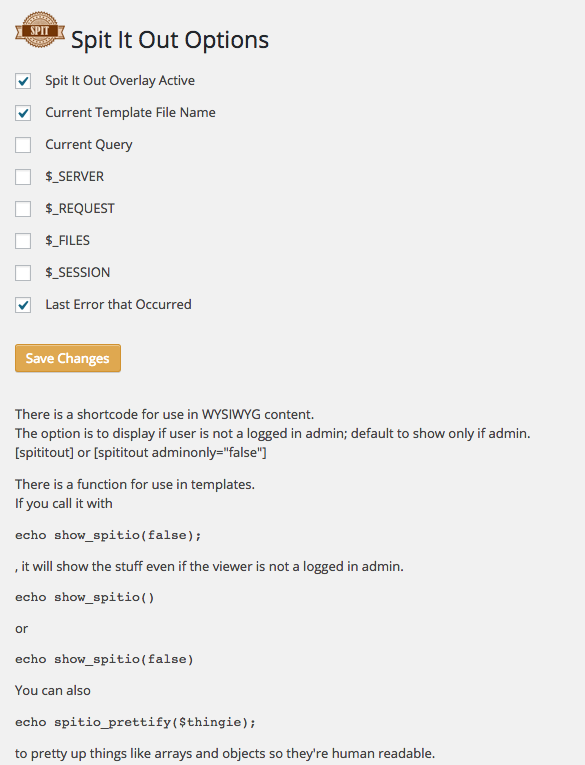 SPIT
Spit It Out Options
Spit It Out Overlay Active
Current Template File Name
Current Query
$_SERVER
$_REQUEST
$_FILES
$_SESSION
Last Error that Occurred
Save Changes
There is a shortcode for use in WYSIWYG content.
The option is to display if user is not a logged in admin; default to show only if admin.
[spititout] or [spititout adminonly="false"]
There is a function for use in templates.
If you call it with
echo show_spitio(false);
, it will show the stuff even if the viewer is not a logged in admin.
echo show_spitio()
or
echo show_spitio(false)
You can also
echo spitio_prettify($thingie);
to pretty up things like arrays and objects so they're human readable.